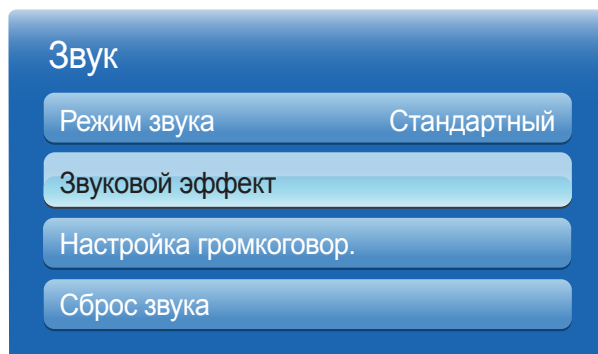 Звук
Режим звука Стандартный
Звуковой эффект
Настройка громкоговор.
Сброс звука